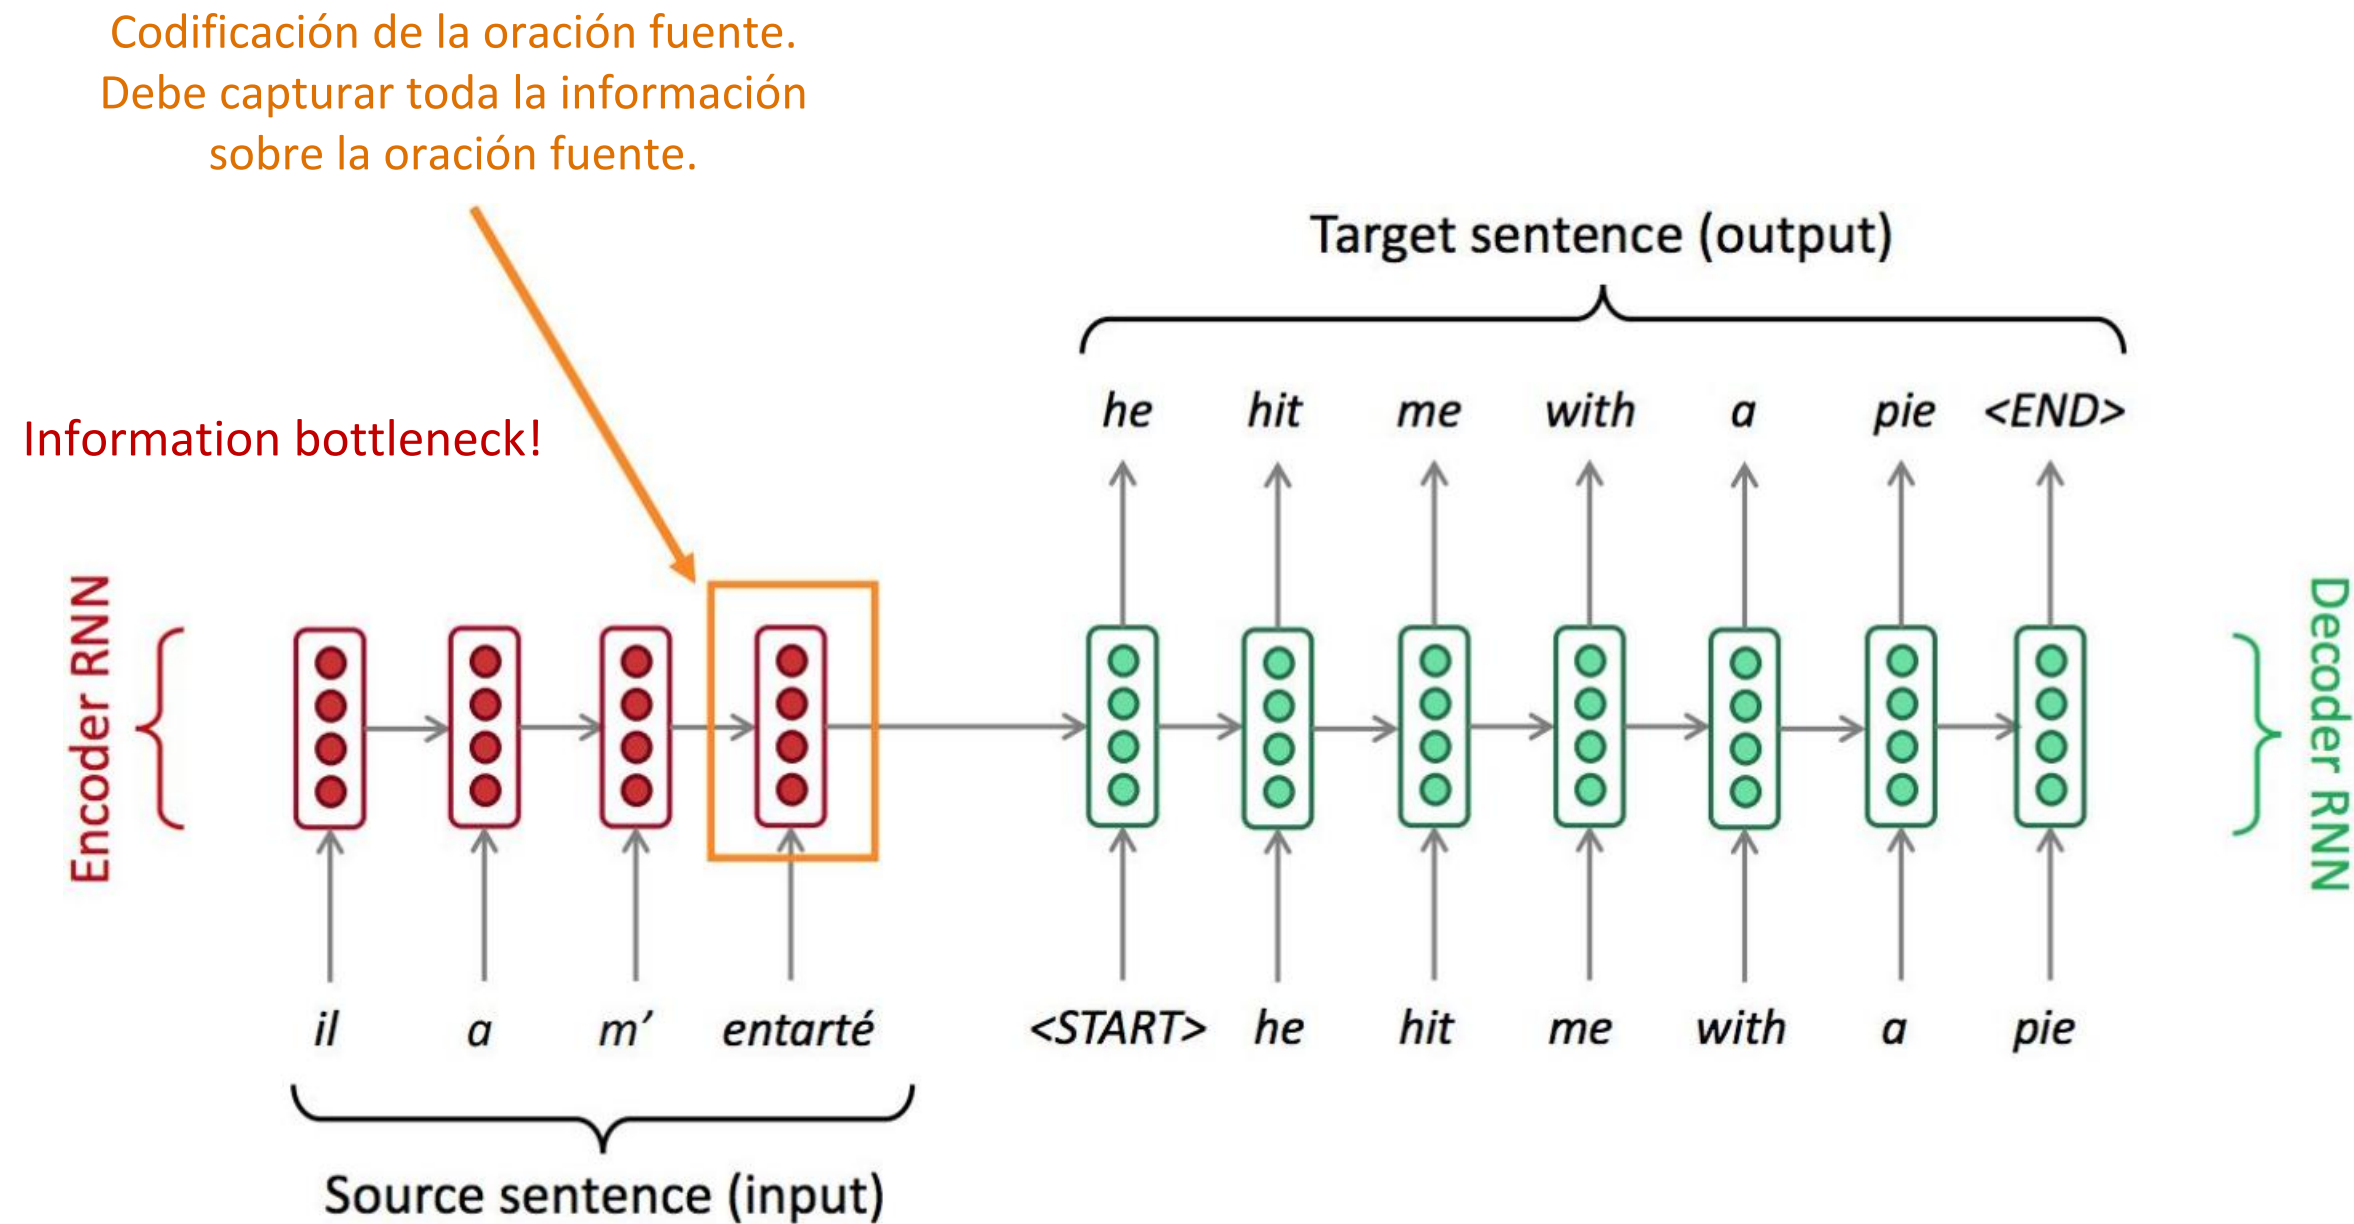 Codificación de la oración fuente.
Debe capturar toda la información
sobre la oración fuente.
Target sentence (output)
he hit me with a pie <END>
Information bottleneck!
Encoder RNN
Decoder RNN
il a m’ entarté <START> he hit me with a pie
Source sentence (input)